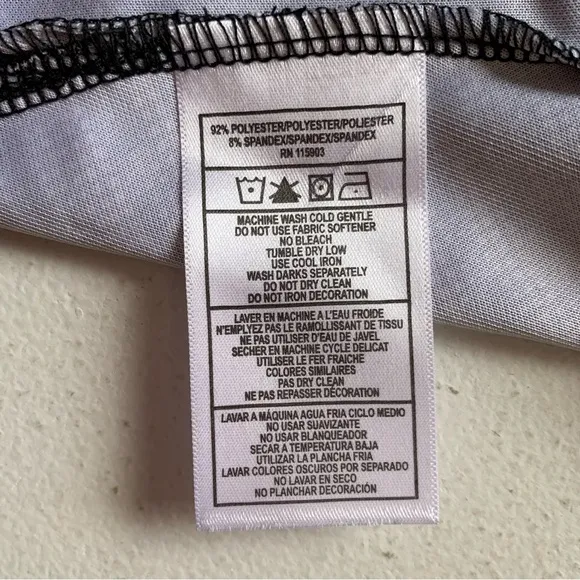 92% POLYESTER/POLYESTER/POLIESTER
8% SPANDEX/SPANDEX/SPANDEX
RN 115903
MACHINE WASH COLD GENTLE
DO NOT USE FABRIC SOFTENER
NO BLEACH
TUMBLE DRY LOW
USE COOL IRON
WASH DARKS SEPARATELY
DO NOT DRY CLEAN
DO NOT IRON DECORATION
LAVER EN MACHINE A L'EAU FROIDE
N'EMPLYEZ PAS LE RAMOLLISSANT DE TISSU
NE PAS UTILISER D'EAU DE JAVEL
SECHER EN MACHINE CYCLE DELICAT
UTILISER LE FER FRAICHE
COLORES SIMILAIRES
PAS DRY CLEAN
NE PAS REPASSER DÉCORATION
LAVAR A MÁQUINA AGUA FRIA CICLO MEDIO
NO USAR SUAVIZANTE
NO USAR BLANQUEADOR
SECAR A TEMPERATURA BAJA
UTILIZAR LA PLANCHA FRIA
LAVAR COLORES OSCUROS POR SEPARADO
NO LAVAR EN SECO
NO PLANCHAR DECORACIÓN